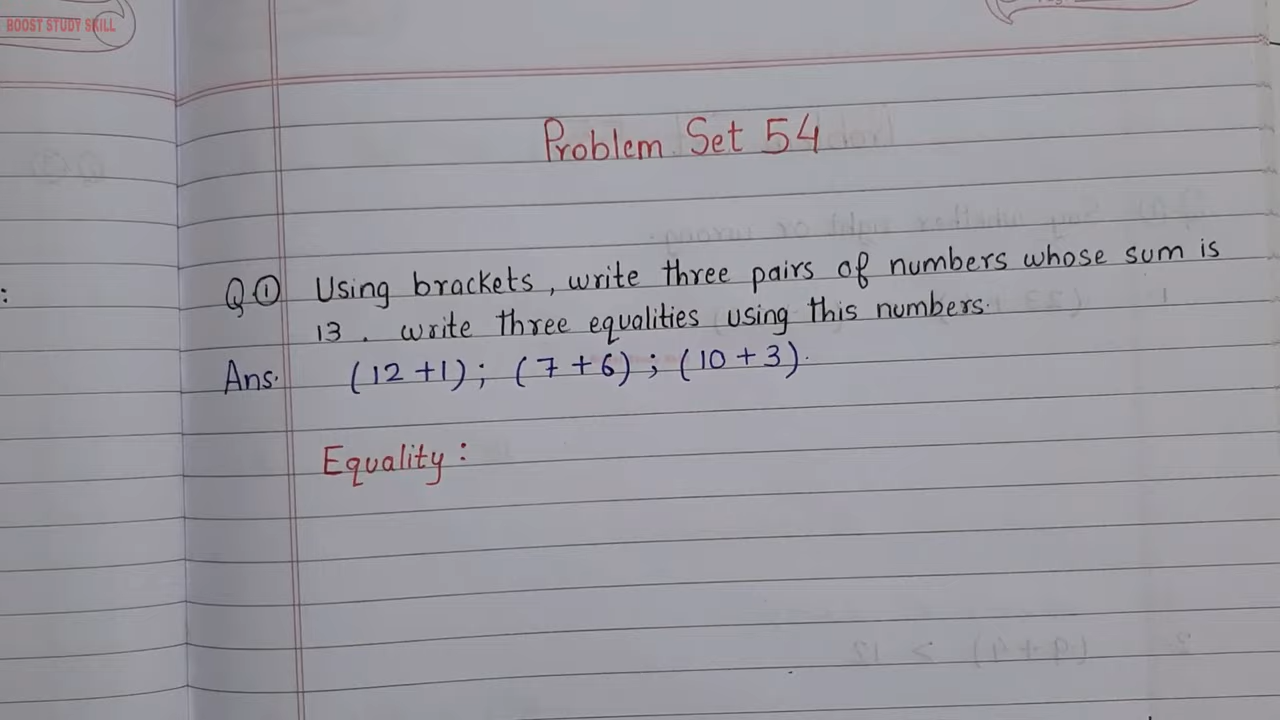 BOOST STUDY SKILL
Problem Set 54
Q ① Using brackets, write three pairs of numbers whose sum is
13. write three equalities using this numbers.
Ans. (12+1); (7+6); (10+3).
Equality: